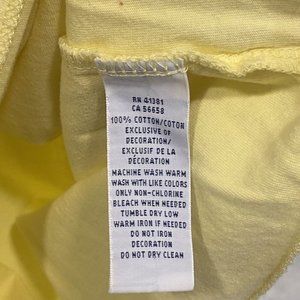 RN 41381
CA 56658
100% COTTON/COTON
EXCLUSIVE OF
DECORATION/
EXCLUSIF DE LA
DÉCORATION
MACHINE WASH WARM
WASH WITH LIKE COLORS
ONLY NON-CHLORINE
BLEACH WHEN NEEDED
TUMBLE DRY LOW
WARM IRON IF NEEDED
DO NOT IRON
DECORATION
DO NOT DRY CLEAN